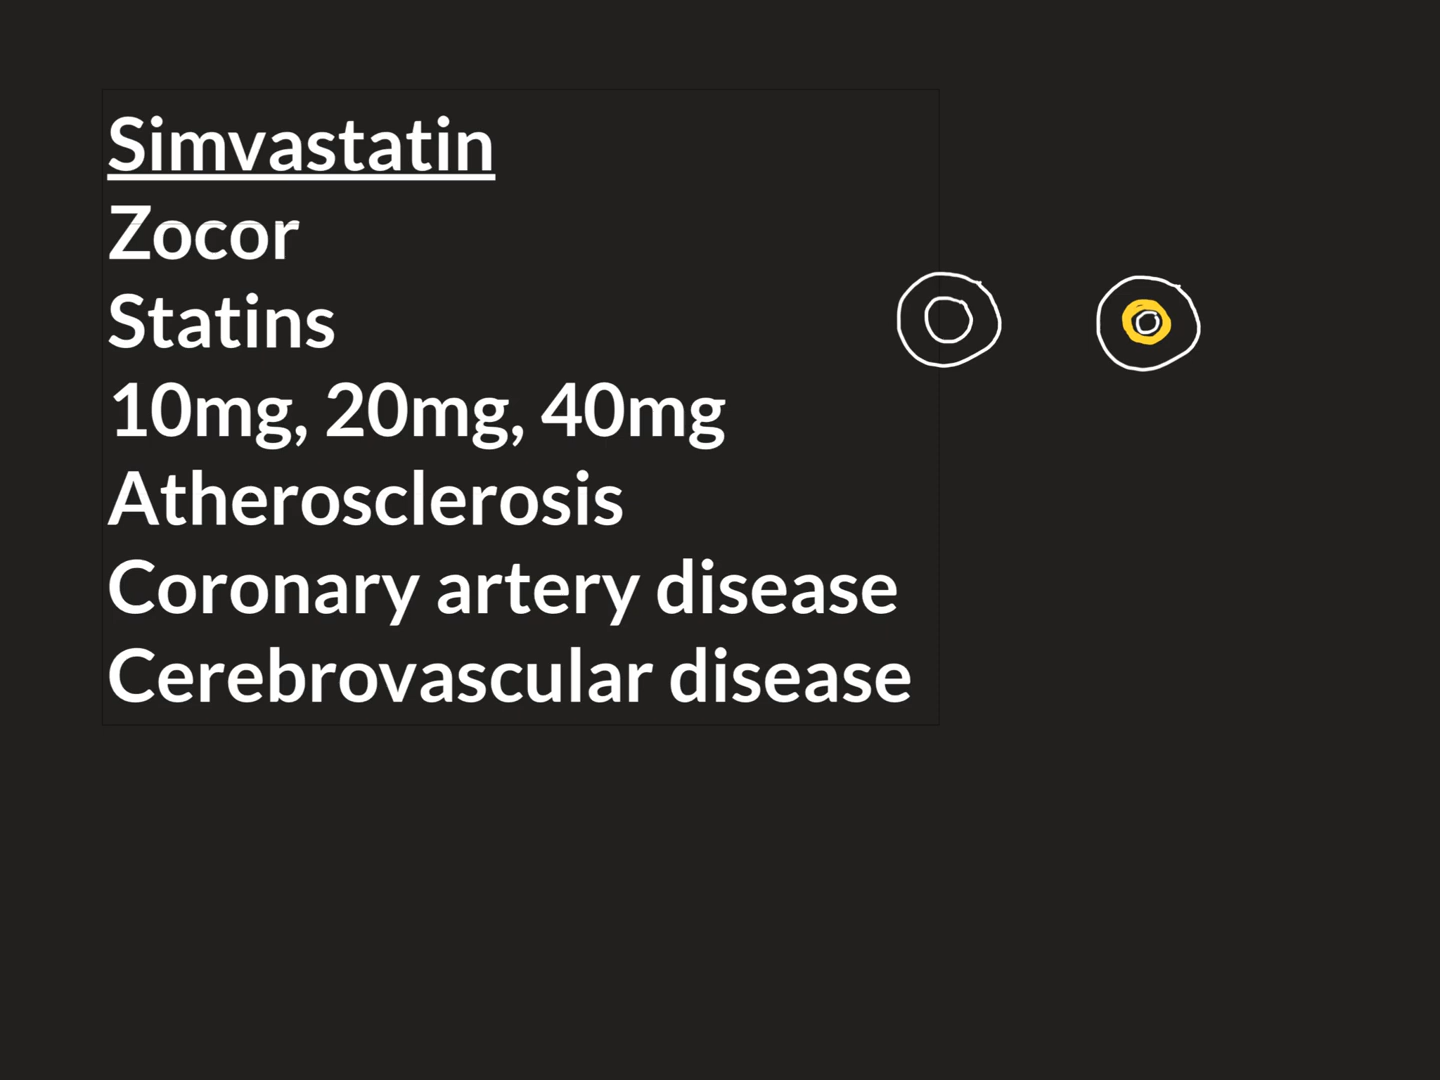 Simvastatin
Zocor
Statins
10mg, 20mg, 40mg
Atherosclerosis
Coronary artery disease
Cerebrovascular disease